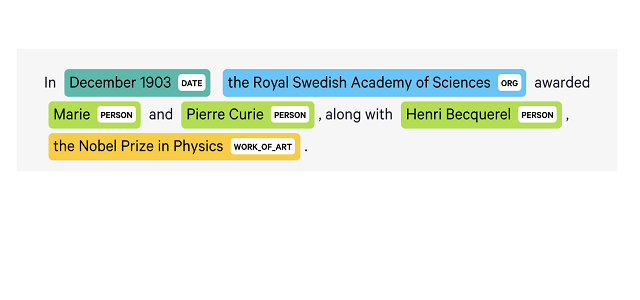 In December 1903 DATE the Royal Swedish Academy of Sciences ORG awarded
Marie PERSON and Pierre Curie PERSON , along with Henri Becquerel PERSON ,
the Nobel Prize in Physics WORK_OF_ART .